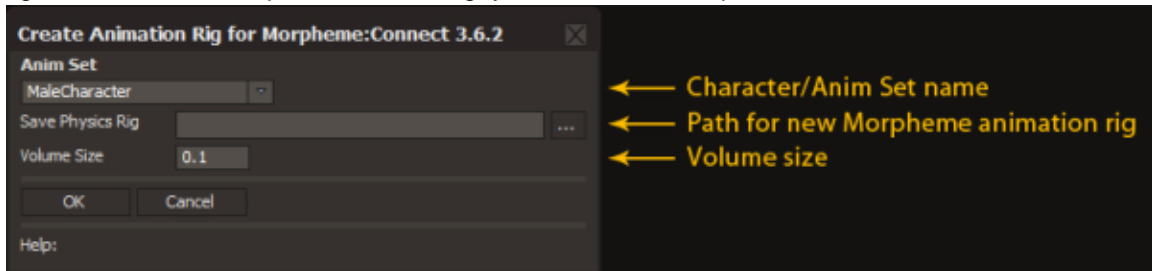 Create Animation Rig for Morpheme:Connect 3.6.2
Anim Set
MaleCharacter
Character/Anim Set name
Save Physics Rig ...
Path for new Morpheme animation rig
Volume Size 0.1
Volume size
OK Cancel
Help: